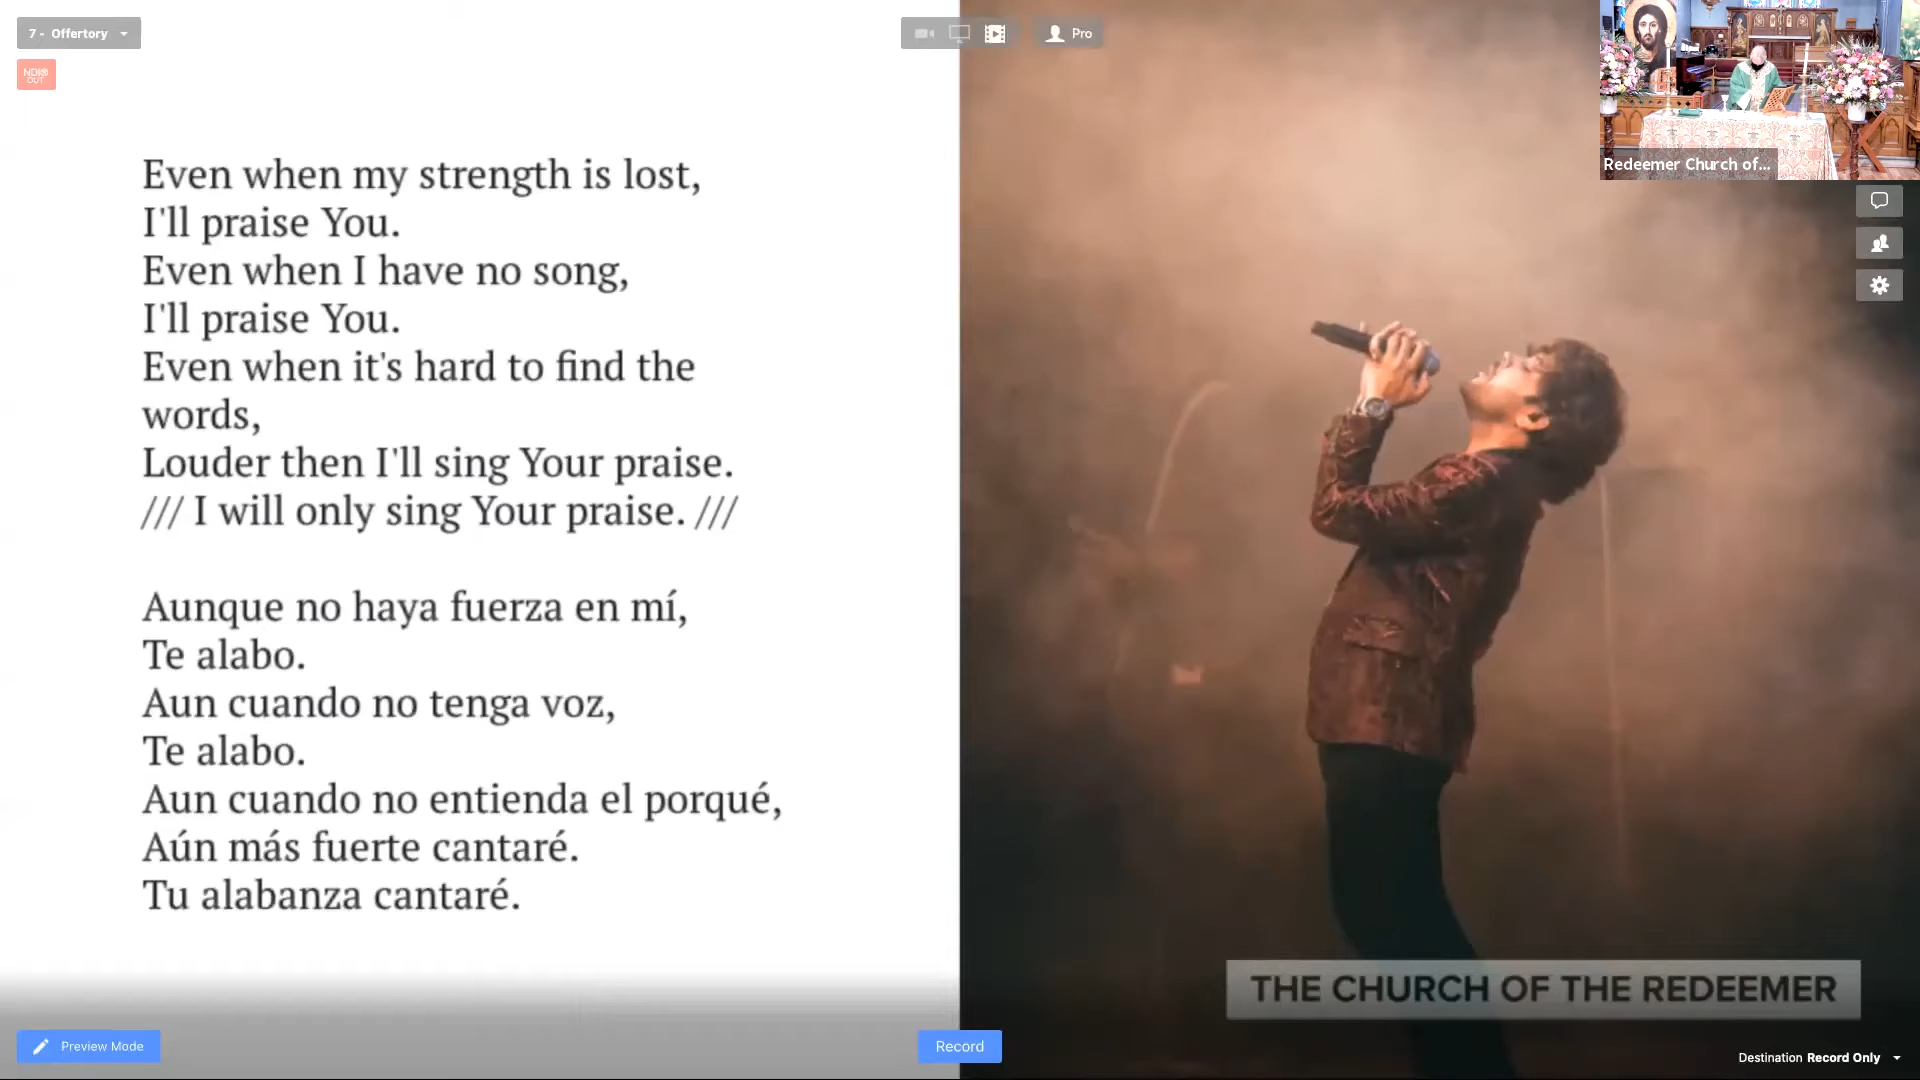 7 - Offertory
Pro
NDI® OUT
Redeemer Church of...
Even when my strength is lost,
I'll praise You.
Even when I have no song,
I'll praise You.
Even when it's hard to find the
words,
Louder then I'll sing Your praise.
/// I will only sing Your praise. ///
Aunque no haya fuerza en mí,
Te alabo.
Aun cuando no tenga voz,
Te alabo.
Aun cuando no entienda el porqué,
Aún más fuerte cantaré.
Tu alabanza cantaré.
THE CHURCH OF THE REDEEMER
Preview Mode
Record
Destination Record Only